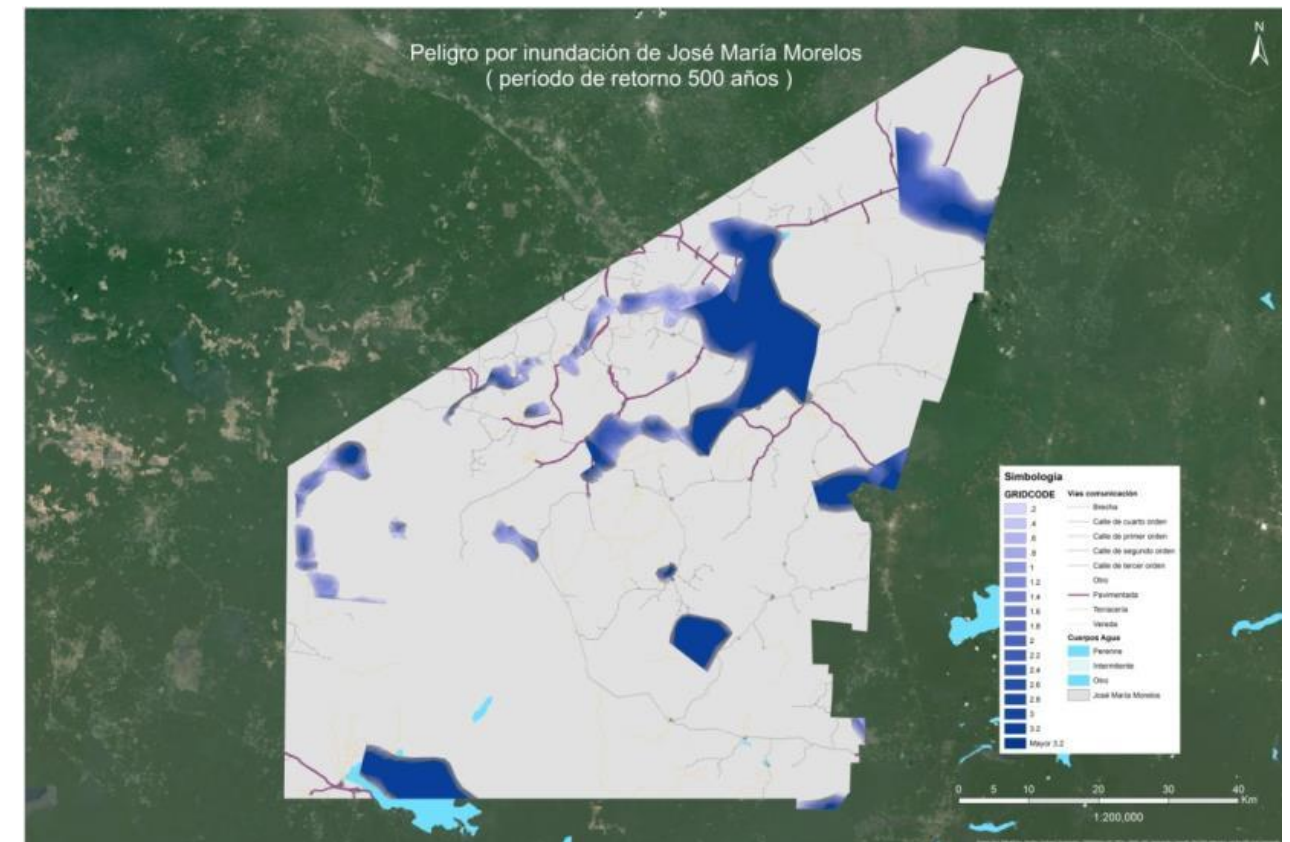 Peligro por inundación de José María Morelos
( período de retorno 500 años )
N
Simbología
GRIDCODE
.2
.4
.6
.8
1
1.2
1.4
1.6
1.8
2
2.2
2.4
2.6
2.8
3
3.2
Mayor 3.2
Vías comunicación
Brecha
Calle de cuarto orden
Calle de primer orden
Calle de segundo orden
Calle de tercer orden
Otro
Pavimentada
Terracería
Vereda
Cuerpos Agua
Perenne
Intermitente
Otro
José María Morelos
0 5 10 20 30 40
Km
1:200,000